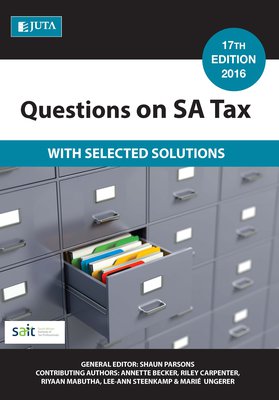 JUTA
17TH
EDITION
2016
Questions on SA Tax
WITH SELECTED SOLUTIONS
sait
GENERAL EDITOR: SHAUN PARSONS
CONTRIBUTING AUTHORS: ANNETTE BECKER, RILEY CARPENTER,
RIYAAN MABUTHA, LEE-ANN STEENKAMP & MARIÉ UNGERER